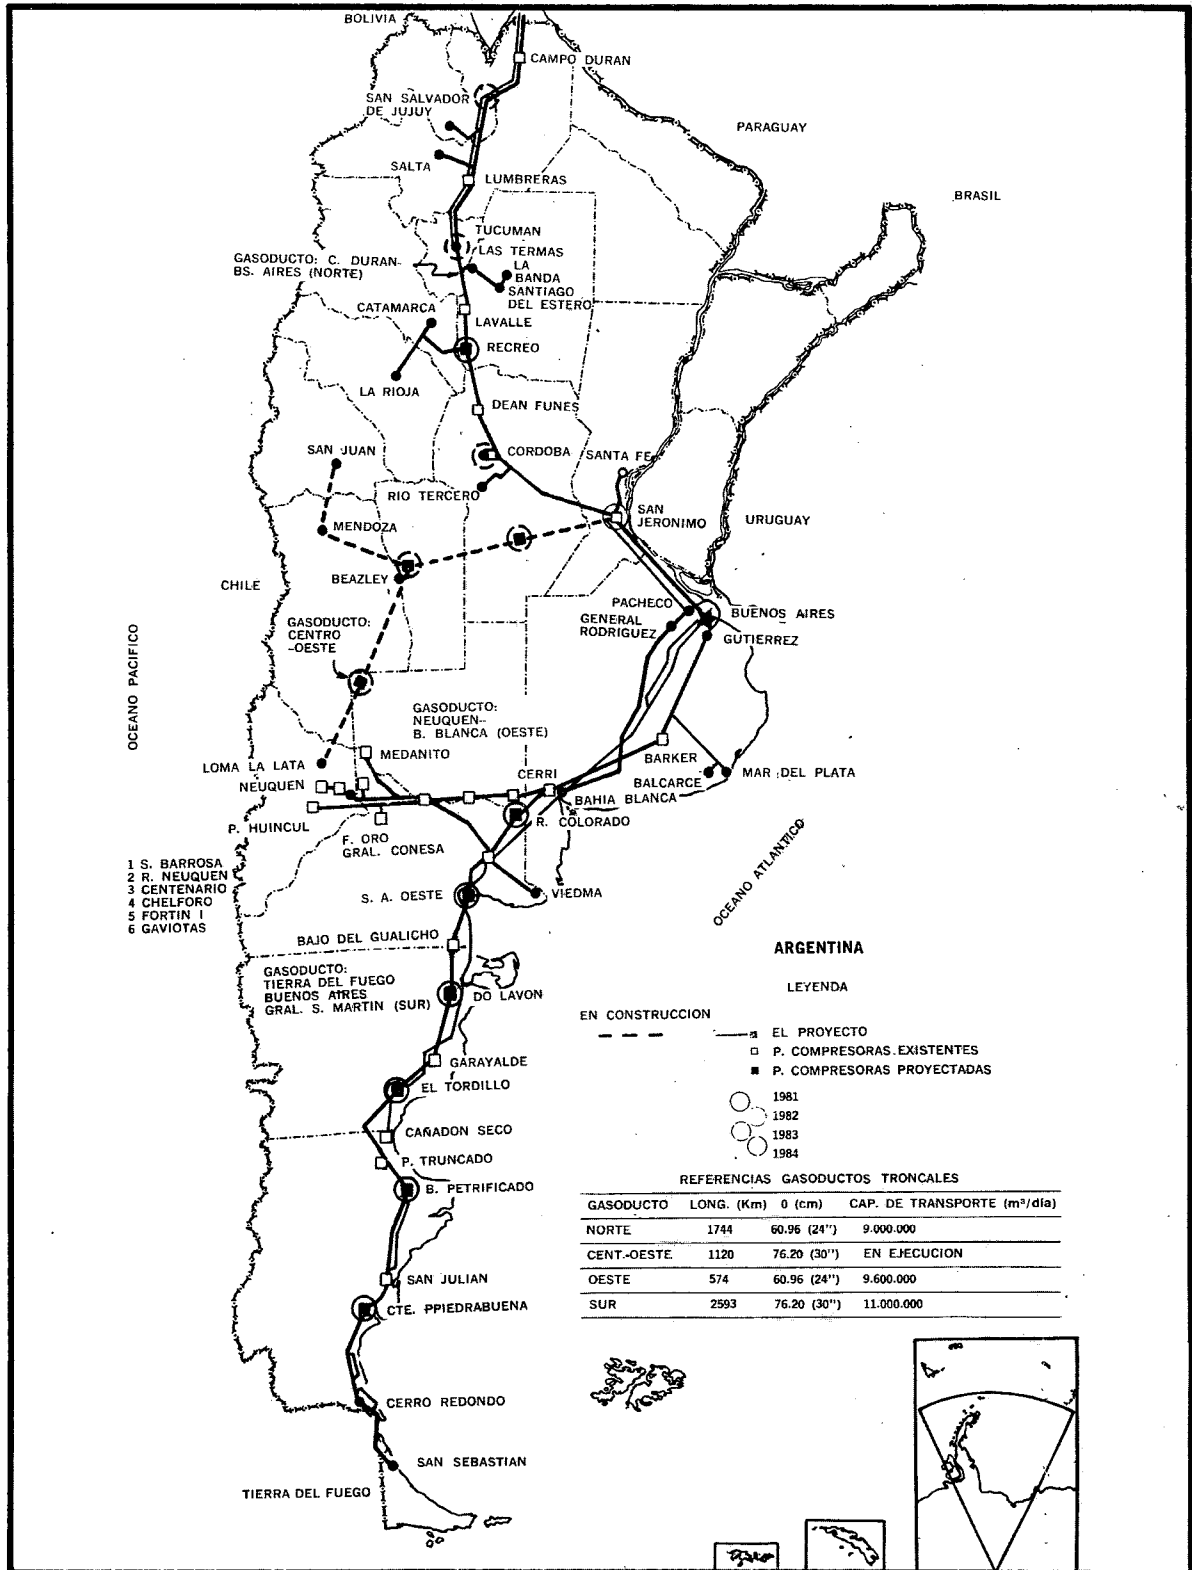 BOLIVIA
CAMPO DURAN
SAN SALVADOR
DE JUJUY
PARAGUAY
SALTA
LUMBRERAS
BRASIL
TUCUMAN
LAS TERMAS
LA
BANDA
SANTIAGO
DEL ESTERO
GASODUCTO: C. DURAN-
BS. AIRES (NORTE)
CATAMARCA
LAVALLE
RECREO
LA RIOJA
DEAN FUNES
SAN JUAN
CORDOBA
SANTA FE
RIO TERCERO
MENDOZA
SAN
JERONIMO
URUGUAY
CHILE
BEAZLEY
PACHECO
BUENOS AIRES
GENERAL
RODRIGUEZ
GUTIERREZ
GASODUCTO:
CENTRO
-OESTE
OCEANO PACIFICO
GASODUCTO:
NEUQUEN--
B. BLANCA (OESTE)
MEDANITO
BARKER
LOMA LA LATA
CERRI
BALCARCE
MAR DEL PLATA
NEUQUEN
BAHIA BLANCA
P. HUINCUL
R. COLORADO
F. ORO
GRAL. CONESA
1 S. BARROSA
2 R. NEUQUEN
3 CENTENARIO
4 CHELFORO
5 FORTIN I
6 GAVIOTAS
S. A. OESTE
VIEDMA
OCEANO ATLANTICO
BAJO DEL GUALICHO
GASODUCTO:
TIERRA DEL FUEGO
BUENOS AIRES
GRAL. S. MARTIN (SUR)
DO LAVON
GARAYALDE
EL TORDILLO
CAÑADON SECO
P. TRUNCADO
B. PETRIFICADO
SAN JULIAN
CTE. PPIEDRABUENA
CERRO REDONDO
SAN SEBASTIAN
TIERRA DEL FUEGO
ARGENTINA
LEYENDA
EN CONSTRUCCION
EL PROYECTO
P. COMPRESORAS.EXISTENTES
P. COMPRESORAS PROYECTADAS
1981
1982
1983
1984
REFERENCIAS GASODUCTOS TRONCALES
GASODUCTO LONG. (Km) 0 (cm) CAP. DE TRANSPORTE (m³/día)
NORTE 1744 60.96 (24'') 9.000.000
CENT.-OESTE 1120 76.20 (30'') EN EJECUCION
OESTE 574 60.96 (24'') 9.600.000
SUR 2593 76.20 (30'') 11.000.000